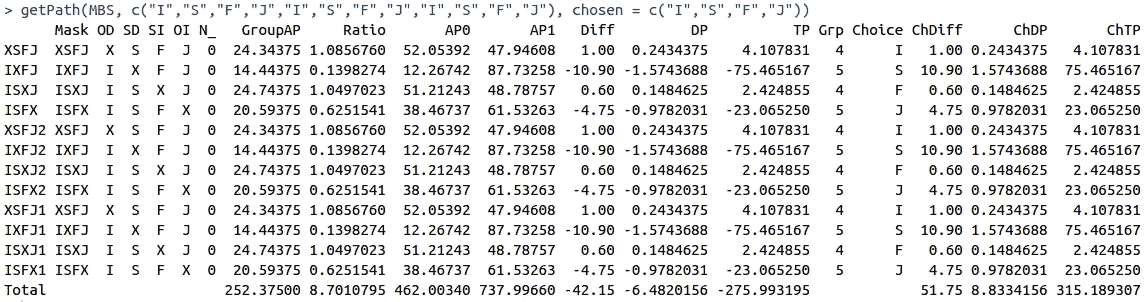 > getPath(MBS, c("I","S","F","J","I","S","F","J","I","S","F","J"), chosen = c("I","S","F","J"))
Mask OD SD SI OI N_ GroupAP Ratio AP0 AP1 Diff DP TP Grp Choice ChDiff ChDP ChTP
XSFJ XSFJ X S F J 0 24.34375 1.0856760 52.05392 47.94608 1.00 0.2434375 4.107831 4 I 1.00 0.2434375 4.107831
IXFJ IXFJ I X F J 0 14.44375 0.1398274 12.26742 87.73258 -10.90 -1.5743688 -75.465167 5 S 10.90 1.5743688 75.465167
ISXJ ISXJ I S X J 0 24.74375 1.0497023 51.21243 48.78757 0.60 0.1484625 2.424855 4 F 0.60 0.1484625 2.424855
ISFX ISFX I S F X 0 20.59375 0.6251541 38.46737 61.53263 -4.75 -0.9782031 -23.065250 5 J 4.75 0.9782031 23.065250
XSFJ2 XSFJ X S F J 0 24.34375 1.0856760 52.05392 47.94608 1.00 0.2434375 4.107831 4 I 1.00 0.2434375 4.107831
IXFJ2 IXFJ I X F J 0 14.44375 0.1398274 12.26742 87.73258 -10.90 -1.5743688 -75.465167 5 S 10.90 1.5743688 75.465167
ISXJ2 ISXJ I S X J 0 24.74375 1.0497023 51.21243 48.78757 0.60 0.1484625 2.424855 4 F 0.60 0.1484625 2.424855
ISFX2 ISFX I S F X 0 20.59375 0.6251541 38.46737 61.53263 -4.75 -0.9782031 -23.065250 5 J 4.75 0.9782031 23.065250
XSFJ1 XSFJ X S F J 0 24.34375 1.0856760 52.05392 47.94608 1.00 0.2434375 4.107831 4 I 1.00 0.2434375 4.107831
IXFJ1 IXFJ I X F J 0 14.44375 0.1398274 12.26742 87.73258 -10.90 -1.5743688 -75.465167 5 S 10.90 1.5743688 75.465167
ISXJ1 ISXJ I S X J 0 24.74375 1.0497023 51.21243 48.78757 0.60 0.1484625 2.424855 4 F 0.60 0.1484625 2.424855
ISFX1 ISFX I S F X 0 20.59375 0.6251541 38.46737 61.53263 -4.75 -0.9782031 -23.065250 5 J 4.75 0.9782031 23.065250
Total 252.37500 8.7010795 462.00340 737.99660 -42.15 -6.4820156 -275.993195 51.75 8.8334156 315.189307